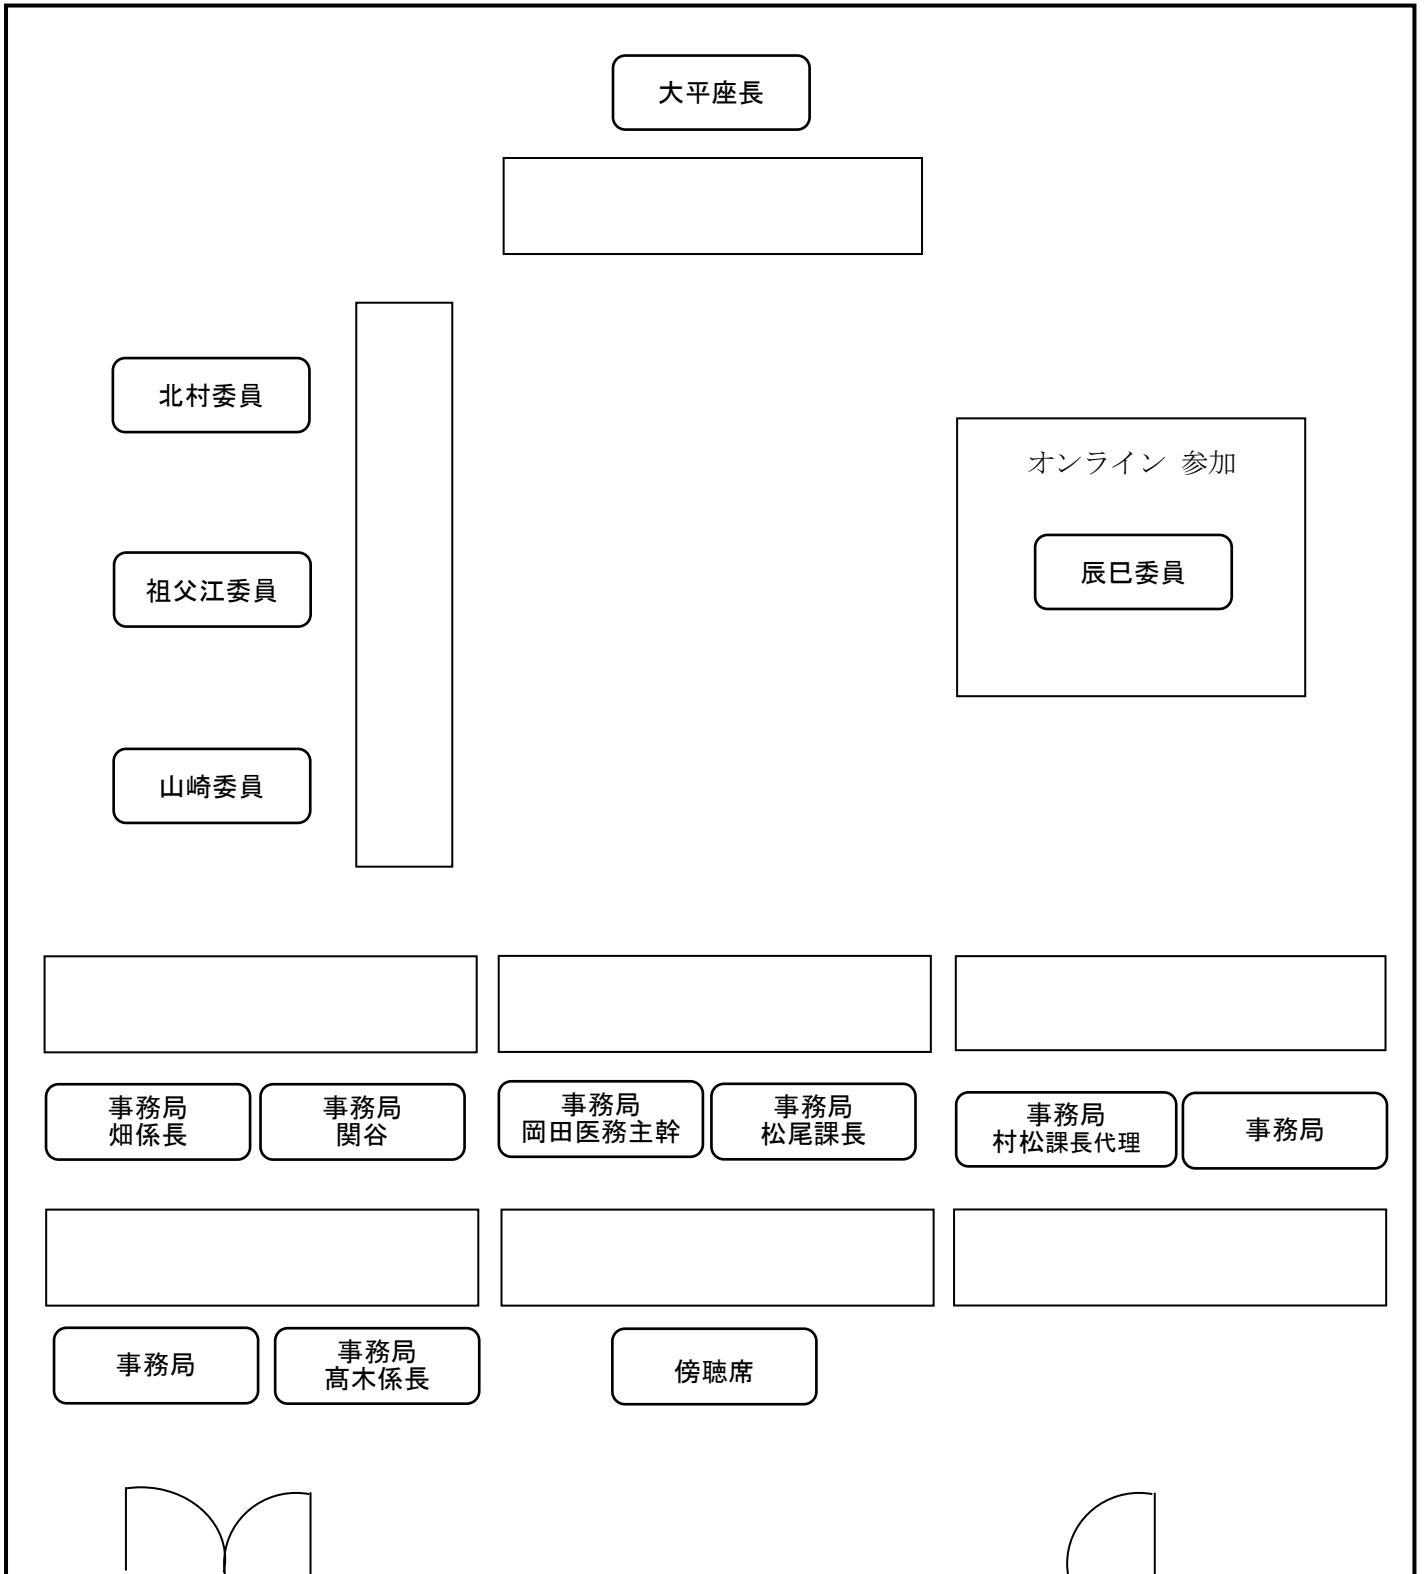 大平座長
北村委員
オンライン 参加
祖父江委員
辰巳委員
山崎委員
事務局
畑係長
事務局
関谷
事務局
岡田医務主幹
事務局
松尾課長
事務局
村松課長代理
事務局
事務局
事務局
髙木係長
傍聴席